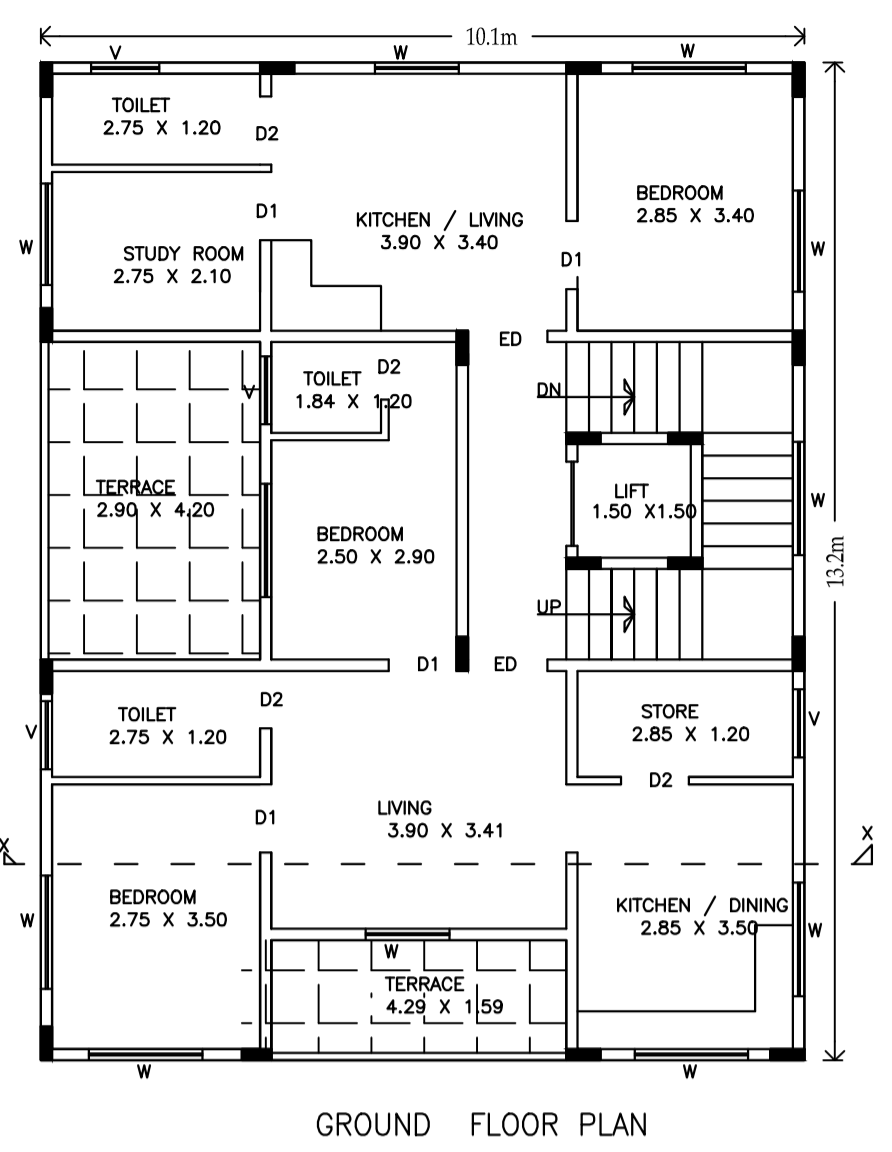 10.1m
V
W
W
TOILET
2.75 X 1.20
D2
D1
BEDROOM
2.85 X 3.40
KITCHEN / LIVING
3.90 X 3.40
W
STUDY ROOM
2.75 X 2.10
W
D1
ED
TOILET
1.84 X 1.20
D2
V
DN
TERRACE
2.90 X 4.20
LIFT
1.50 X1.50
W
BEDROOM
2.50 X 2.90
13.2m
UP
D1
ED
D2
TOILET
2.75 X 1.20
STORE
2.85 X 1.20
V
V
D2
LIVING
3.90 X 3.41
D1
X
X
BEDROOM
2.75 X 3.50
KITCHEN / DINING
2.85 X 3.50
W
W
W
TERRACE
4.29 X 1.59
W
W
GROUND FLOOR PLAN